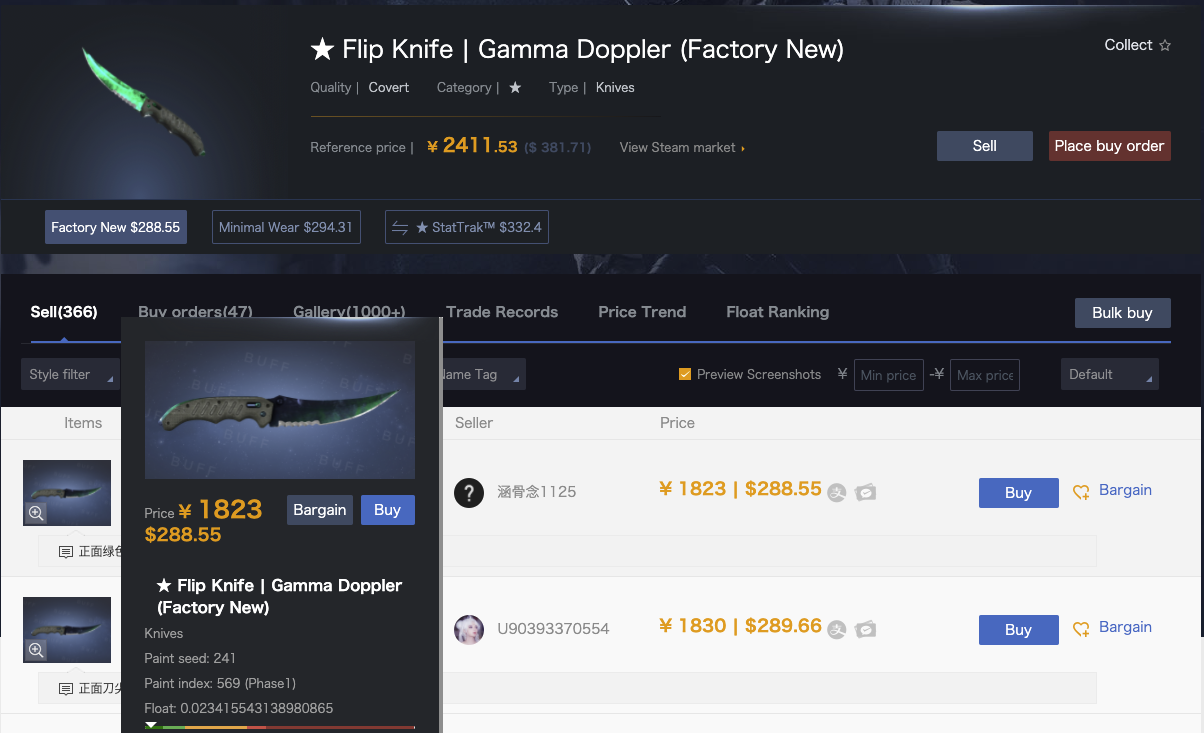 ★ Flip Knife | Gamma Doppler (Factory New)
Collect ☆
Quality | Covert Category | ★ Type | Knives
Reference price | ¥ 2411.53 ($ 381.71) View Steam market
Sell
Place buy order
Factory New $288.55
Minimal Wear $294.31
★ StatTrak™ $332.4
Sell(366)
Buy orders(47)
Gallery(1000+)
Trade Records
Price Trend
Float Ranking
Bulk buy
Style filter
Name Tag
Preview Screenshots
¥ Min price -¥ Max price
Default
Items
Seller
Price
BUFF
BUFF
BUFF
BUFF
Price ¥ 1823
$288.55
Bargain
Buy
★ Flip Knife | Gamma Doppler
(Factory New)
Knives
Paint seed: 241
Paint index: 569 (Phase1)
Float: 0.023415543138980865
?
涵骨念1125
¥ 1823 | $288.55
Buy
Bargain
正面绿色
U90393370554
¥ 1830 | $289.66
Buy
Bargain
正面刀尖